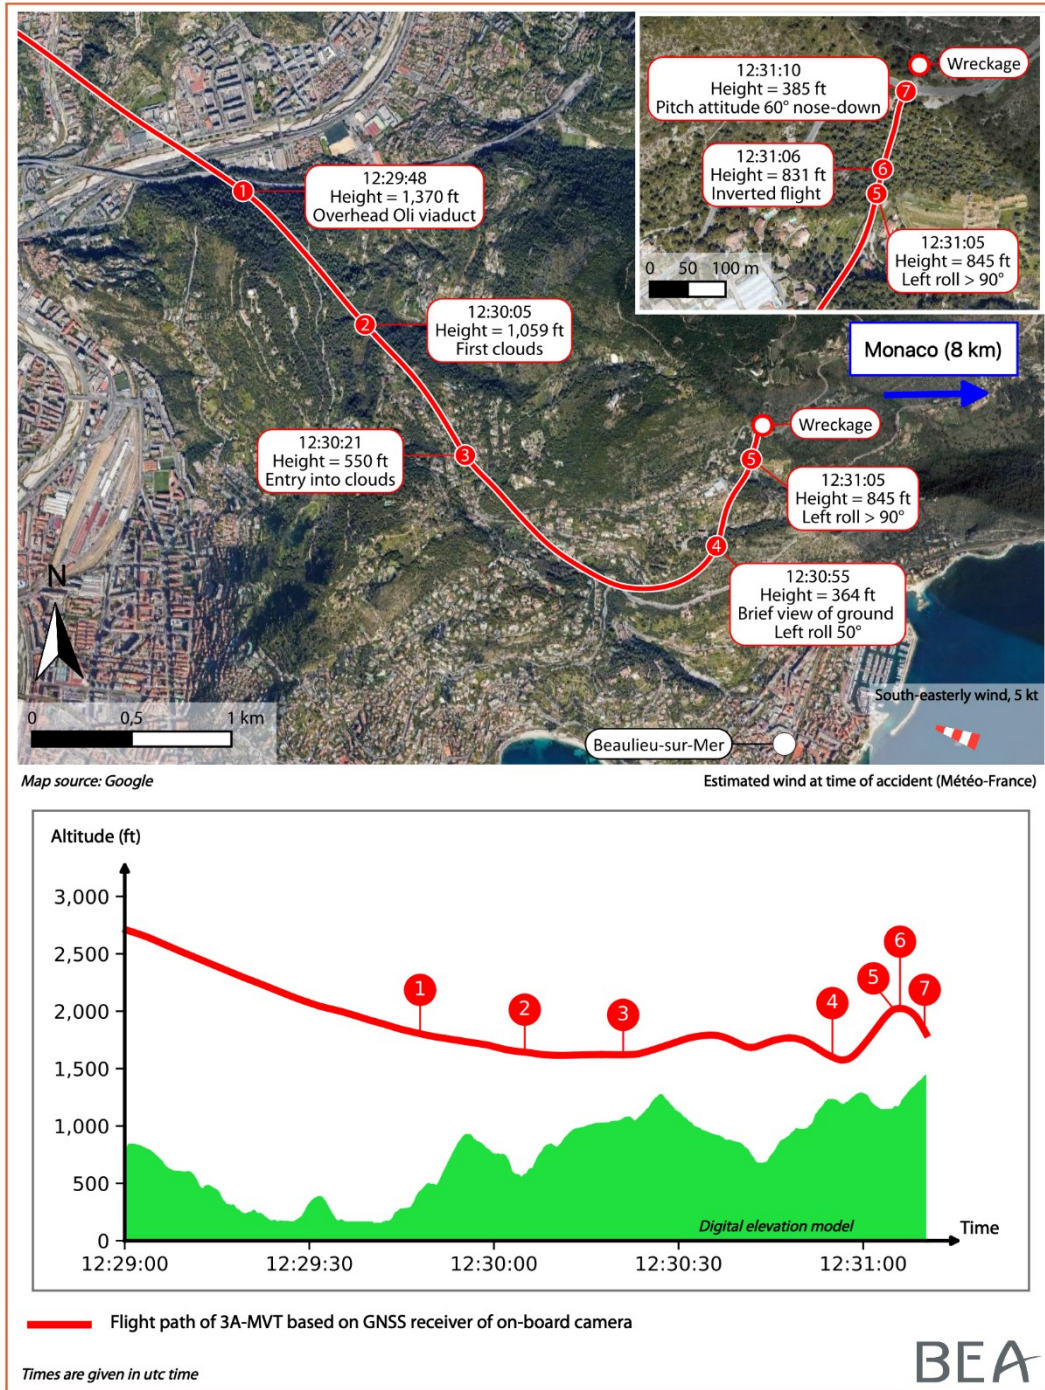 12:29:48
Height = 1,370 ft
Overhead Oli viaduct
1
12:30:05
Height = 1,059 ft
First clouds
2
12:30:21
Height = 550 ft
Entry into clouds
3
12:31:10
Height = 385 ft
Pitch attitude 60° nose-down
7
Wreckage
12:31:06
Height = 831 ft
Inverted flight
6
5
12:31:05
Height = 845 ft
Left roll > 90°
0 50 100 m
Monaco (8 km)
Wreckage
5
12:31:05
Height = 845 ft
Left roll > 90°
4
12:30:55
Height = 364 ft
Brief view of ground
Left roll 50°
N
0 0,5 1 km
Beaulieu-sur-Mer
South-easterly wind, 5 kt
Map source: Google
Estimated wind at time of accident (Météo-France)
Altitude (ft)
3,000
2,500
2,000
1,500
1,000
500
0
1
2
3
4
5
6
7
Digital elevation model
Time
12:29:00 12:29:30 12:30:00 12:30:30 12:31:00
Flight path of 3A-MVT based on GNSS receiver of on-board camera
Times are given in utc time
BEA